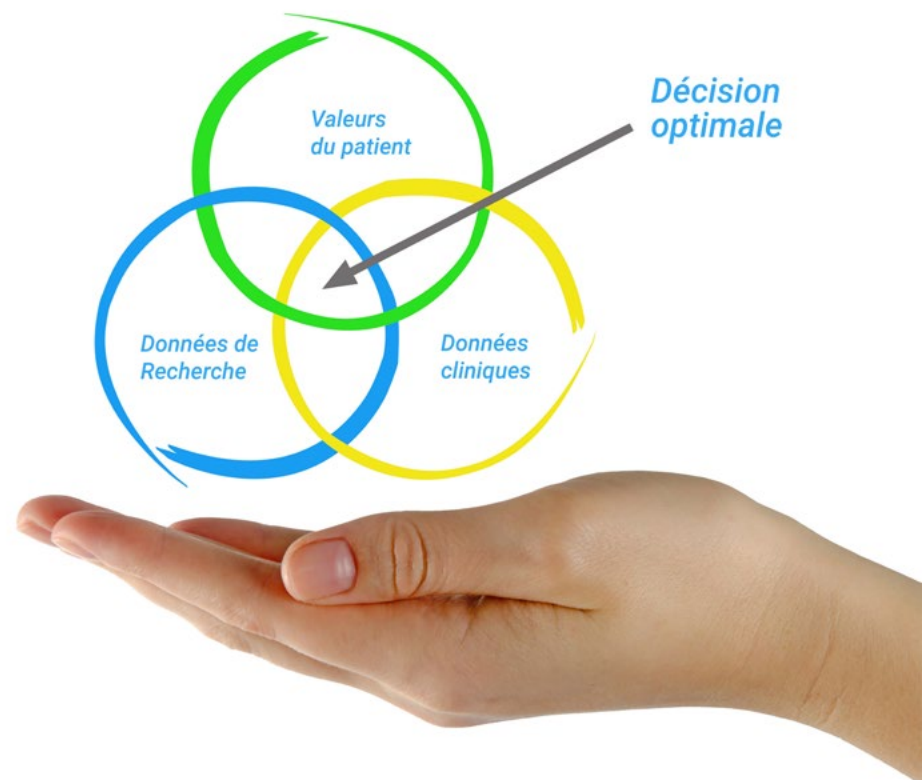 Valeurs
du patient
Décision
optimale
Données de
Recherche
Données
cliniques